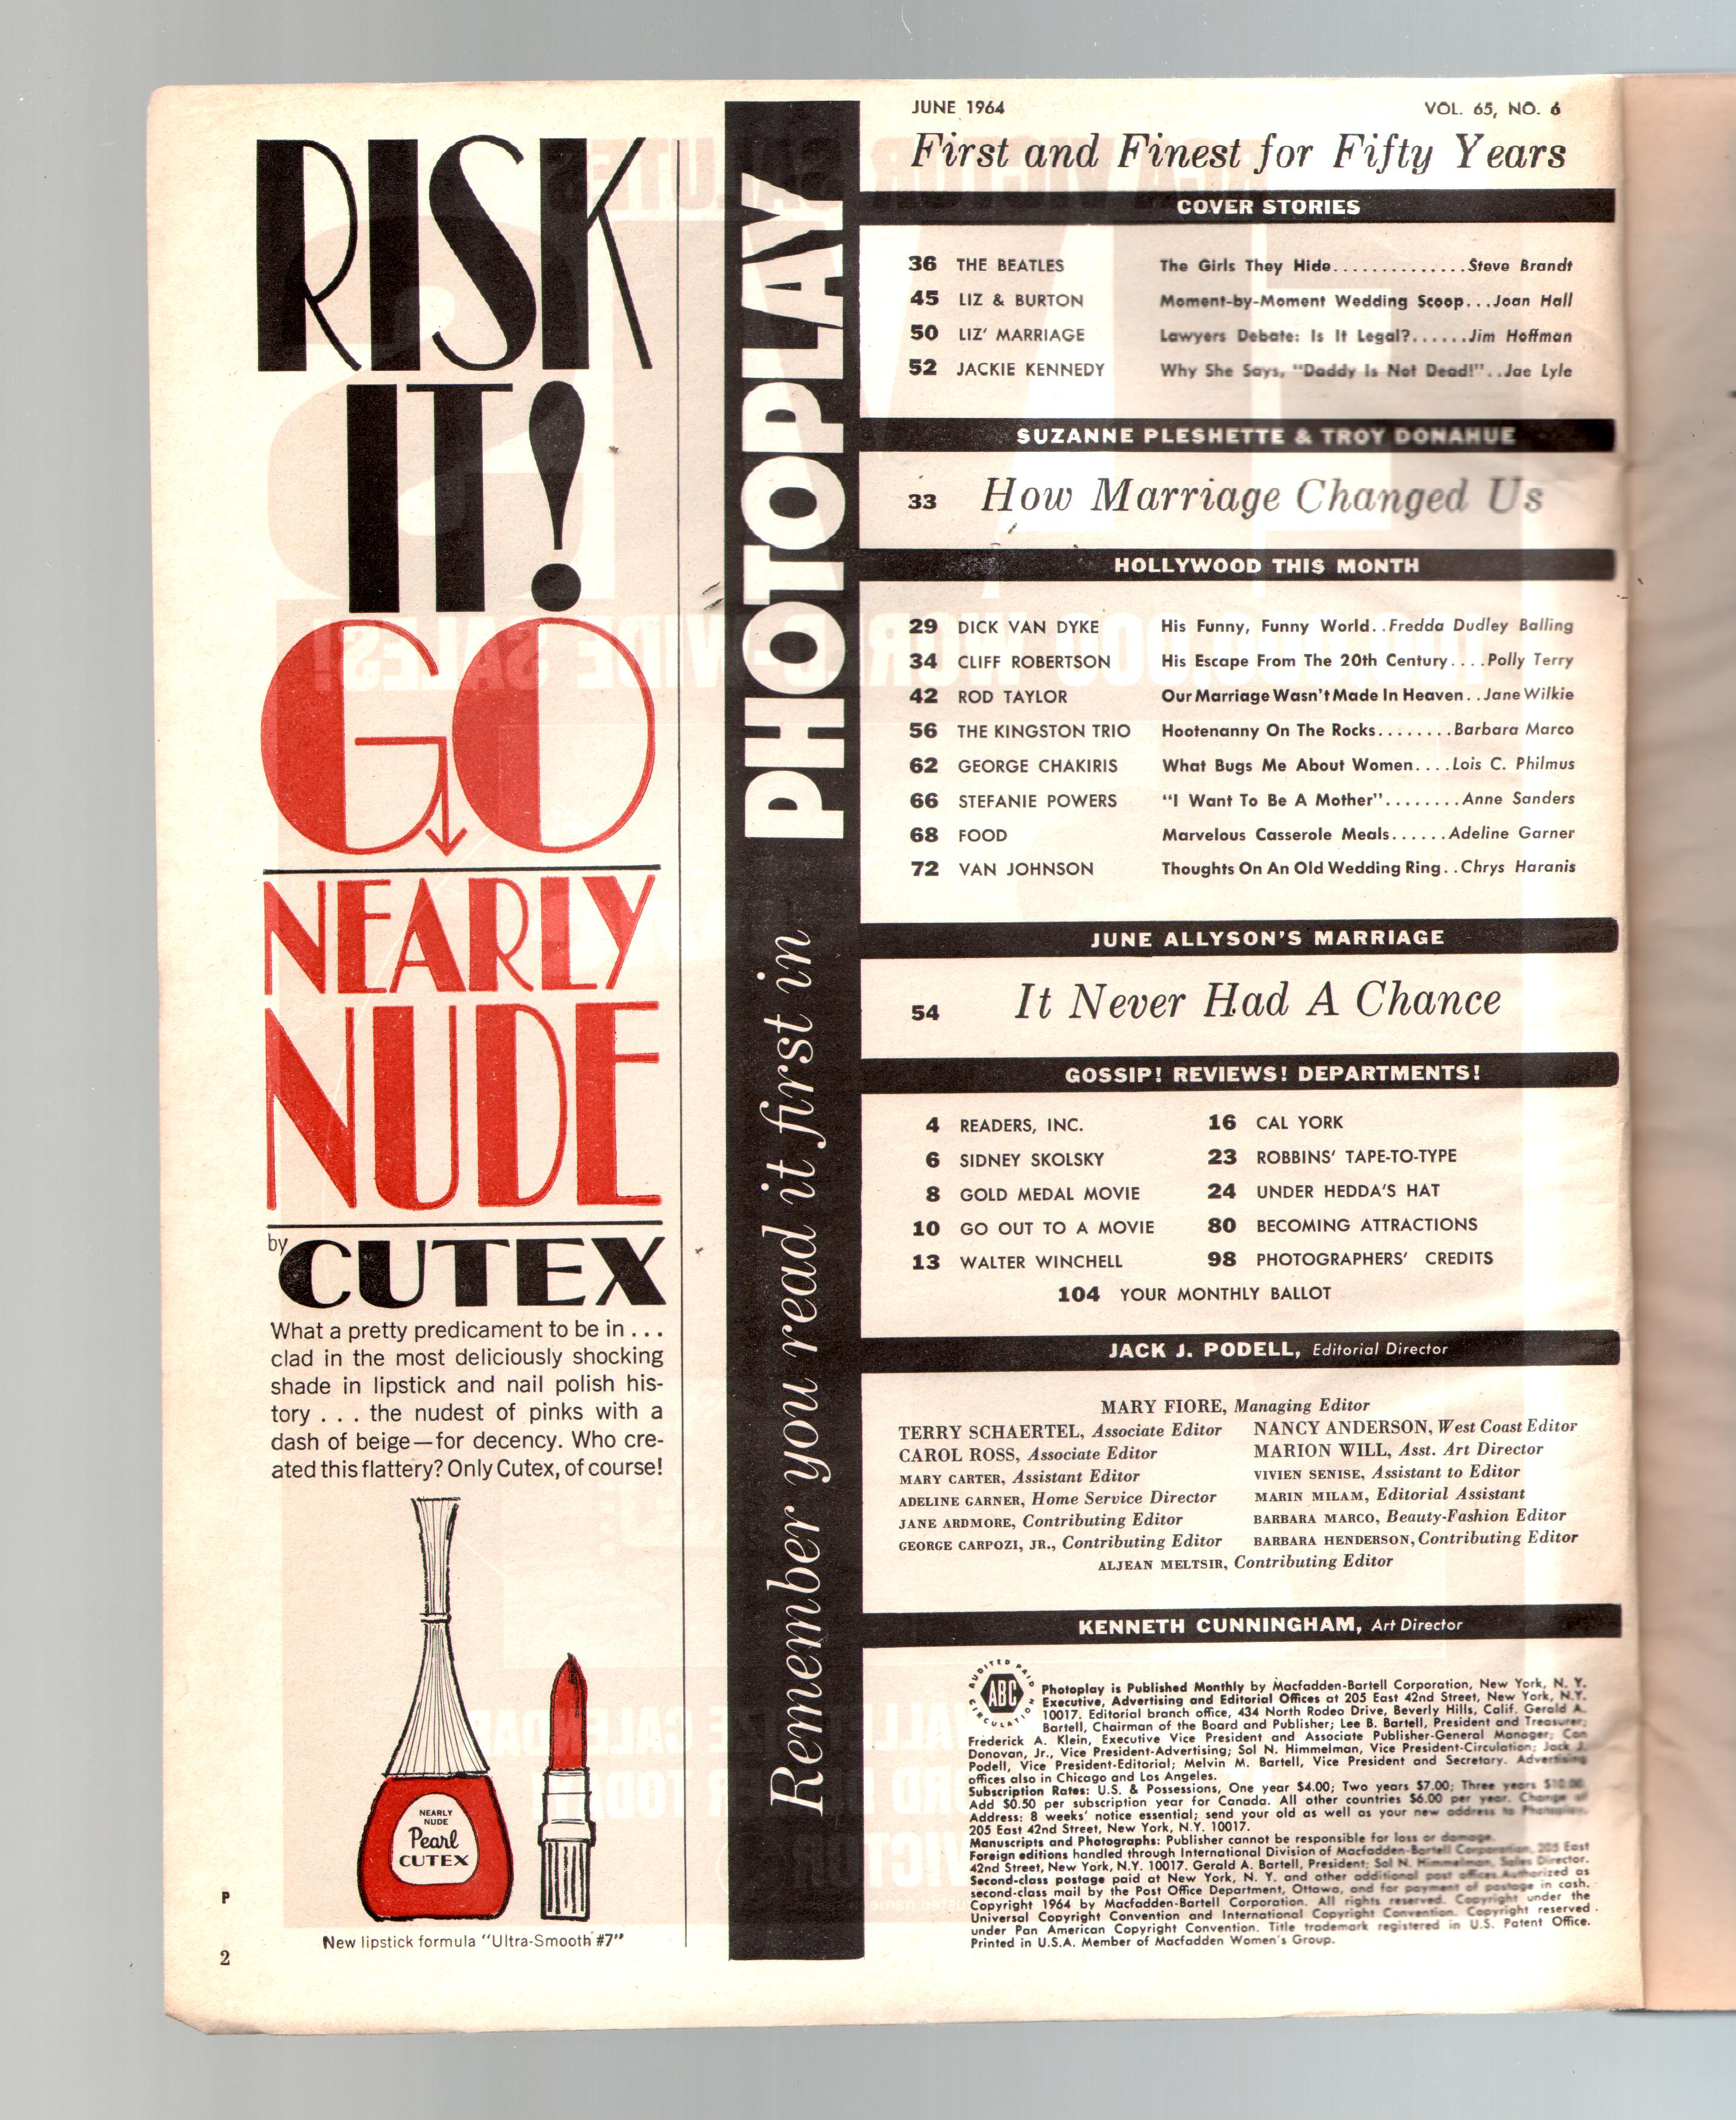 RISK
IT!
GO
NEARLY
NUDE
by CUTEX
What a pretty predicament to be in . . .
clad in the most deliciously shocking
shade in lipstick and nail polish his-
tory . . . the nudest of pinks with a
dash of beige—for decency. Who cre-
ated this flattery? Only Cutex, of course!
NEARLY
NUDE
Pearl
CUTEX
New lipstick formula “Ultra-Smooth #7”
P
2
Remember you read it first in PHOTOPLAY
JUNE 1964 VOL. 65, NO. 6
First and Finest for Fifty Years
COVER STORIES
36 THE BEATLES The Girls They Hide..............Steve Brandt
45 LIZ & BURTON Moment-by-Moment Wedding Scoop...Joan Hall
50 LIZ’ MARRIAGE Lawyers Debate: Is It Legal?......Jim Hoffman
52 JACKIE KENNEDY Why She Says, “Daddy Is Not Dead!”..Jae Lyle
SUZANNE PLESHETTE & TROY DONAHUE
33 How Marriage Changed Us
HOLLYWOOD THIS MONTH
29 DICK VAN DYKE His Funny, Funny World..Fredda Dudley Balling
34 CLIFF ROBERTSON His Escape From The 20th Century....Polly Terry
42 ROD TAYLOR Our Marriage Wasn’t Made In Heaven..Jane Wilkie
56 THE KINGSTON TRIO Hootenanny On The Rocks........Barbara Marco
62 GEORGE CHAKIRIS What Bugs Me About Women....Lois C. Philmus
66 STEFANIE POWERS “I Want To Be A Mother”........Anne Sanders
68 FOOD Marvelous Casserole Meals......Adeline Garner
72 VAN JOHNSON Thoughts On An Old Wedding Ring..Chrys Haranis
JUNE ALLYSON’S MARRIAGE
54 It Never Had A Chance
GOSSIP! REVIEWS! DEPARTMENTS!
4 READERS, INC. 16 CAL YORK
6 SIDNEY SKOLSKY 23 ROBBINS’ TAPE-TO-TYPE
8 GOLD MEDAL MOVIE 24 UNDER HEDDA’S HAT
10 GO OUT TO A MOVIE 80 BECOMING ATTRACTIONS
13 WALTER WINCHELL 98 PHOTOGRAPHERS’ CREDITS
104 YOUR MONTHLY BALLOT
JACK J. PODELL, Editorial Director
MARY FIORE, Managing Editor
TERRY SCHAERTEL, Associate Editor NANCY ANDERSON, West Coast Editor
CAROL ROSS, Associate Editor MARION WILL, Asst. Art Director
MARY CARTER, Assistant Editor VIVIEN SENISE, Assistant to Editor
ADELINE GARNER, Home Service Director MARIN MILAM, Editorial Assistant
JANE ARDMORE, Contributing Editor BARBARA MARCO, Beauty-Fashion Editor
GEORGE CARPOZI, JR., Contributing Editor BARBARA HENDERSON, Contributing Editor
ALJEAN MELTSIR, Contributing Editor
KENNETH CUNNINGHAM, Art Director
AUDITED PAID CIRCULATION ABC
Photoplay is Published Monthly by Macfadden-Bartell Corporation, New York, N. Y.
Executive, Advertising and Editorial Offices at 205 East 42nd Street, New York, N.Y.
10017. Editorial branch office, 434 North Rodeo Drive, Beverly Hills, Calif. Gerald A.
Bartell, Chairman of the Board and Publisher; Lee B. Bartell, President and Treasurer;
Frederick A. Klein, Executive Vice President and Associate Publisher-General Manager; Con
Donovan, Jr., Vice President-Advertising; Sol N. Himmelman, Vice President-Circulation; Jack J.
Podell, Vice President-Editorial; Melvin M. Bartell, Vice President and Secretary. Advertising
offices also in Chicago and Los Angeles.
Subscription Rates: U.S. & Possessions, One year $4.00; Two years $7.00; Three years $10.00.
Add $0.50 per subscription year for Canada. All other countries $6.00 per year. Change of
Address: 8 weeks’ notice essential; send your old as well as your new address to Photoplay,
205 East 42nd Street, New York, N.Y. 10017.
Manuscripts and Photographs: Publisher cannot be responsible for loss or damage.
Foreign editions handled through International Division of Macfadden-Bartell Corporation, 205 East
42nd Street, New York, N.Y. 10017. Gerald A. Bartell, President; Sol N. Himmelman, Sales Director.
Second-class postage paid at New York, N. Y. and other additional post offices. Authorized as
second-class mail by the Post Office Department, Ottawa, and for payment of postage in cash.
Copyright 1964 by Macfadden-Bartell Corporation. All rights reserved. Copyright under the
Universal Copyright Convention and International Copyright Convention. Copyright reserved
under Pan American Copyright Convention. Title trademark registered in U.S. Patent Office.
Printed in U.S.A. Member of Macfadden Women’s Group.